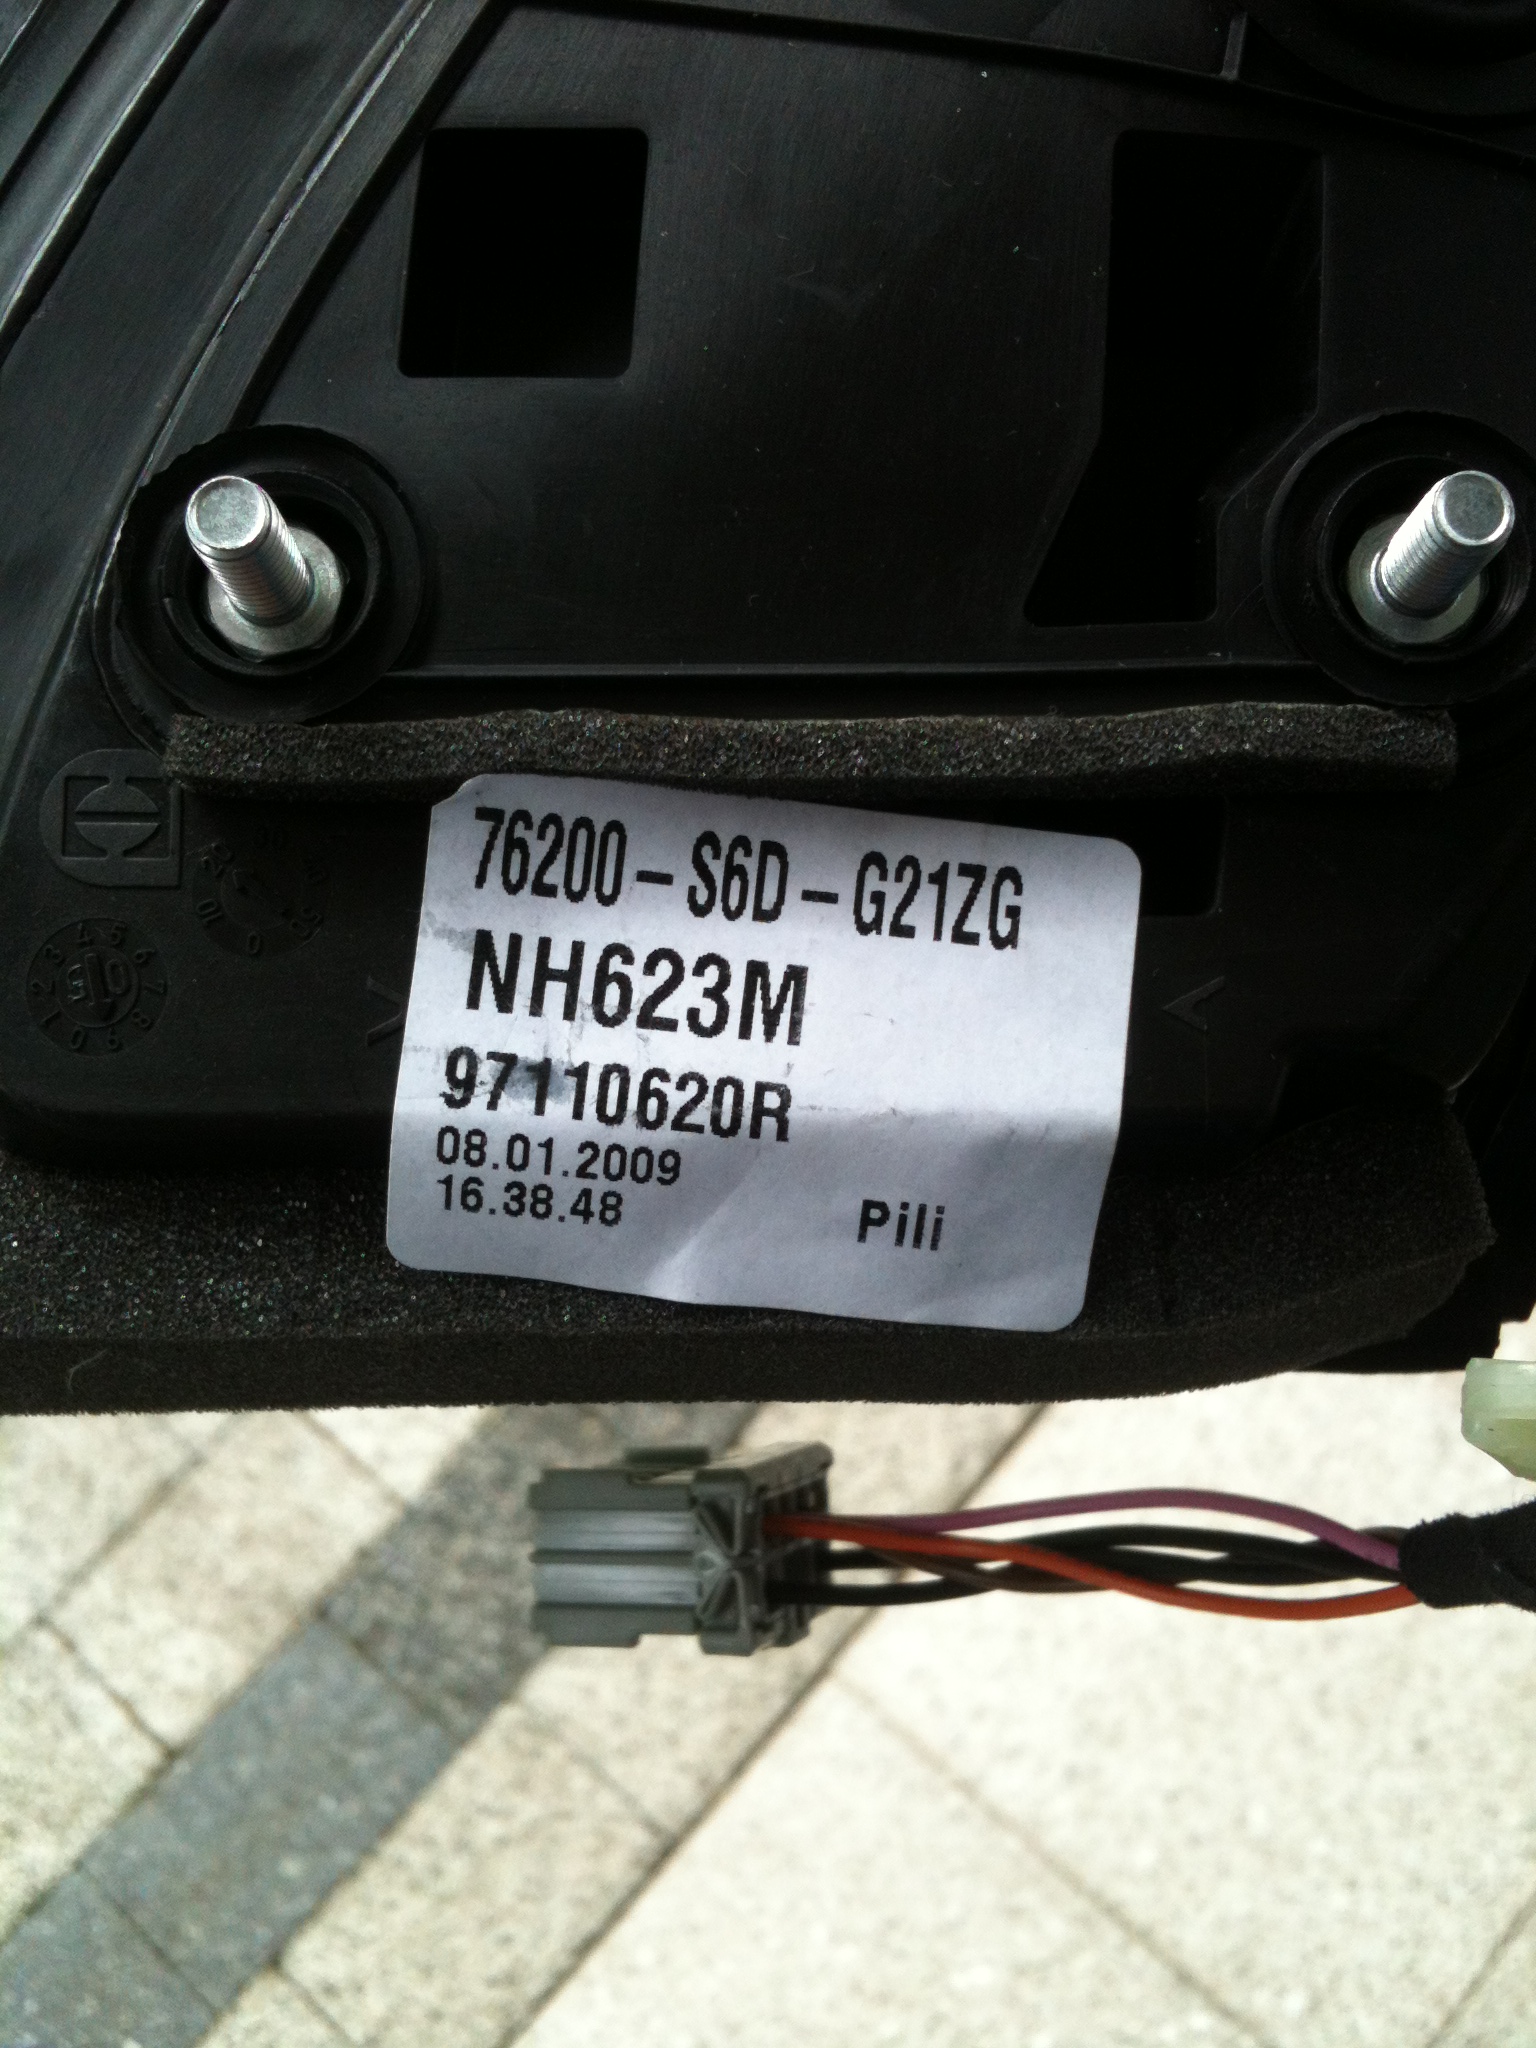 76200-S6D-G21ZG
NH623M
97110620R
08.01.2009
16.38.48
Pili